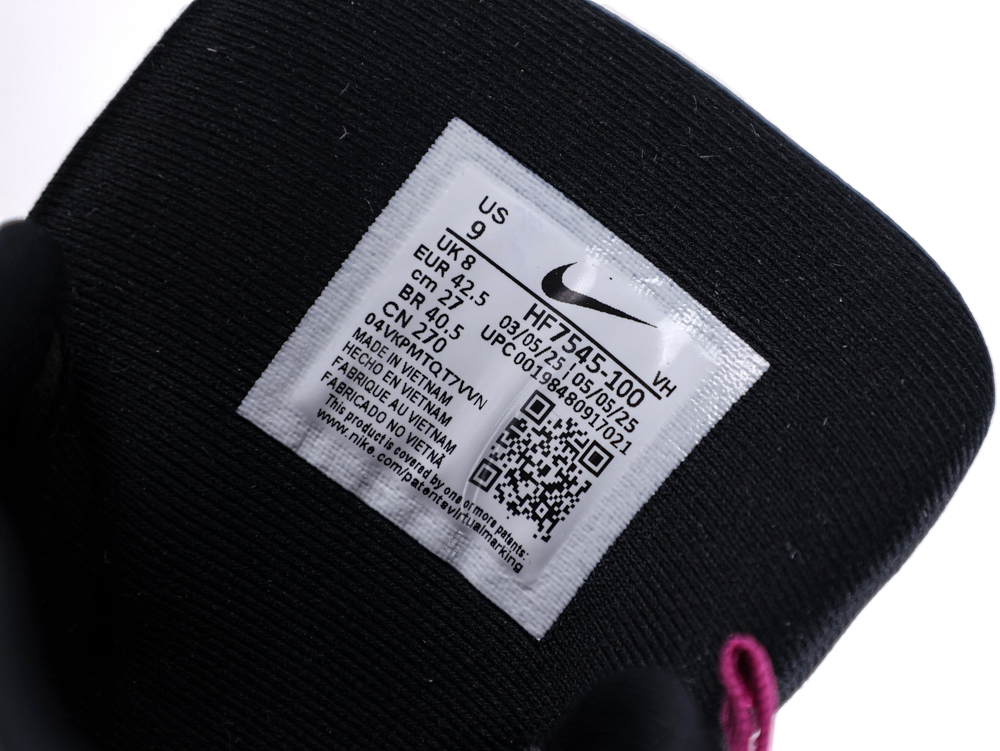 US
9
UK 8
EUR 42.5
cm 27
BR 40.5
CN 270
04VKPMTQT7VVN
MADE IN VIETNAM
HECHO EN VIETNAM
FABRIQUE AU VIETNAM
FABRICADO NO VIETNÃ
This product is covered by one or more patents:
www.nike.com/patentsvirtualmarking
VH
HF7545-100
03/05/25 | 05/05/25
UPC 00198480917021